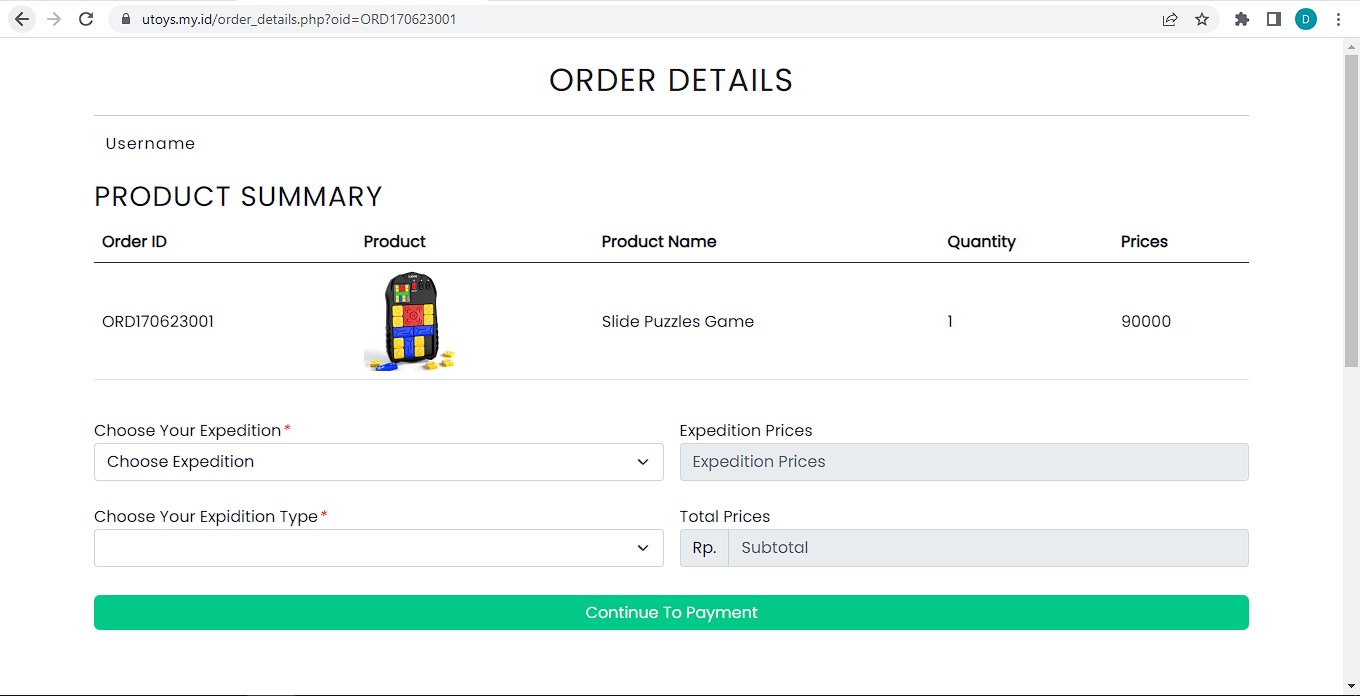 utoys.my.id/order_details.php?oid=ORD170623001
D
ORDER DETAILS
Username
PRODUCT SUMMARY
Order ID Product Product Name Quantity Prices
ORD170623001 Slide Puzzles Game 1 90000
Choose Your Expedition* Expedition Prices
Choose Expedition Expedition Prices
Choose Your Expidition Type* Total Prices
Rp. Subtotal
Continue To Payment